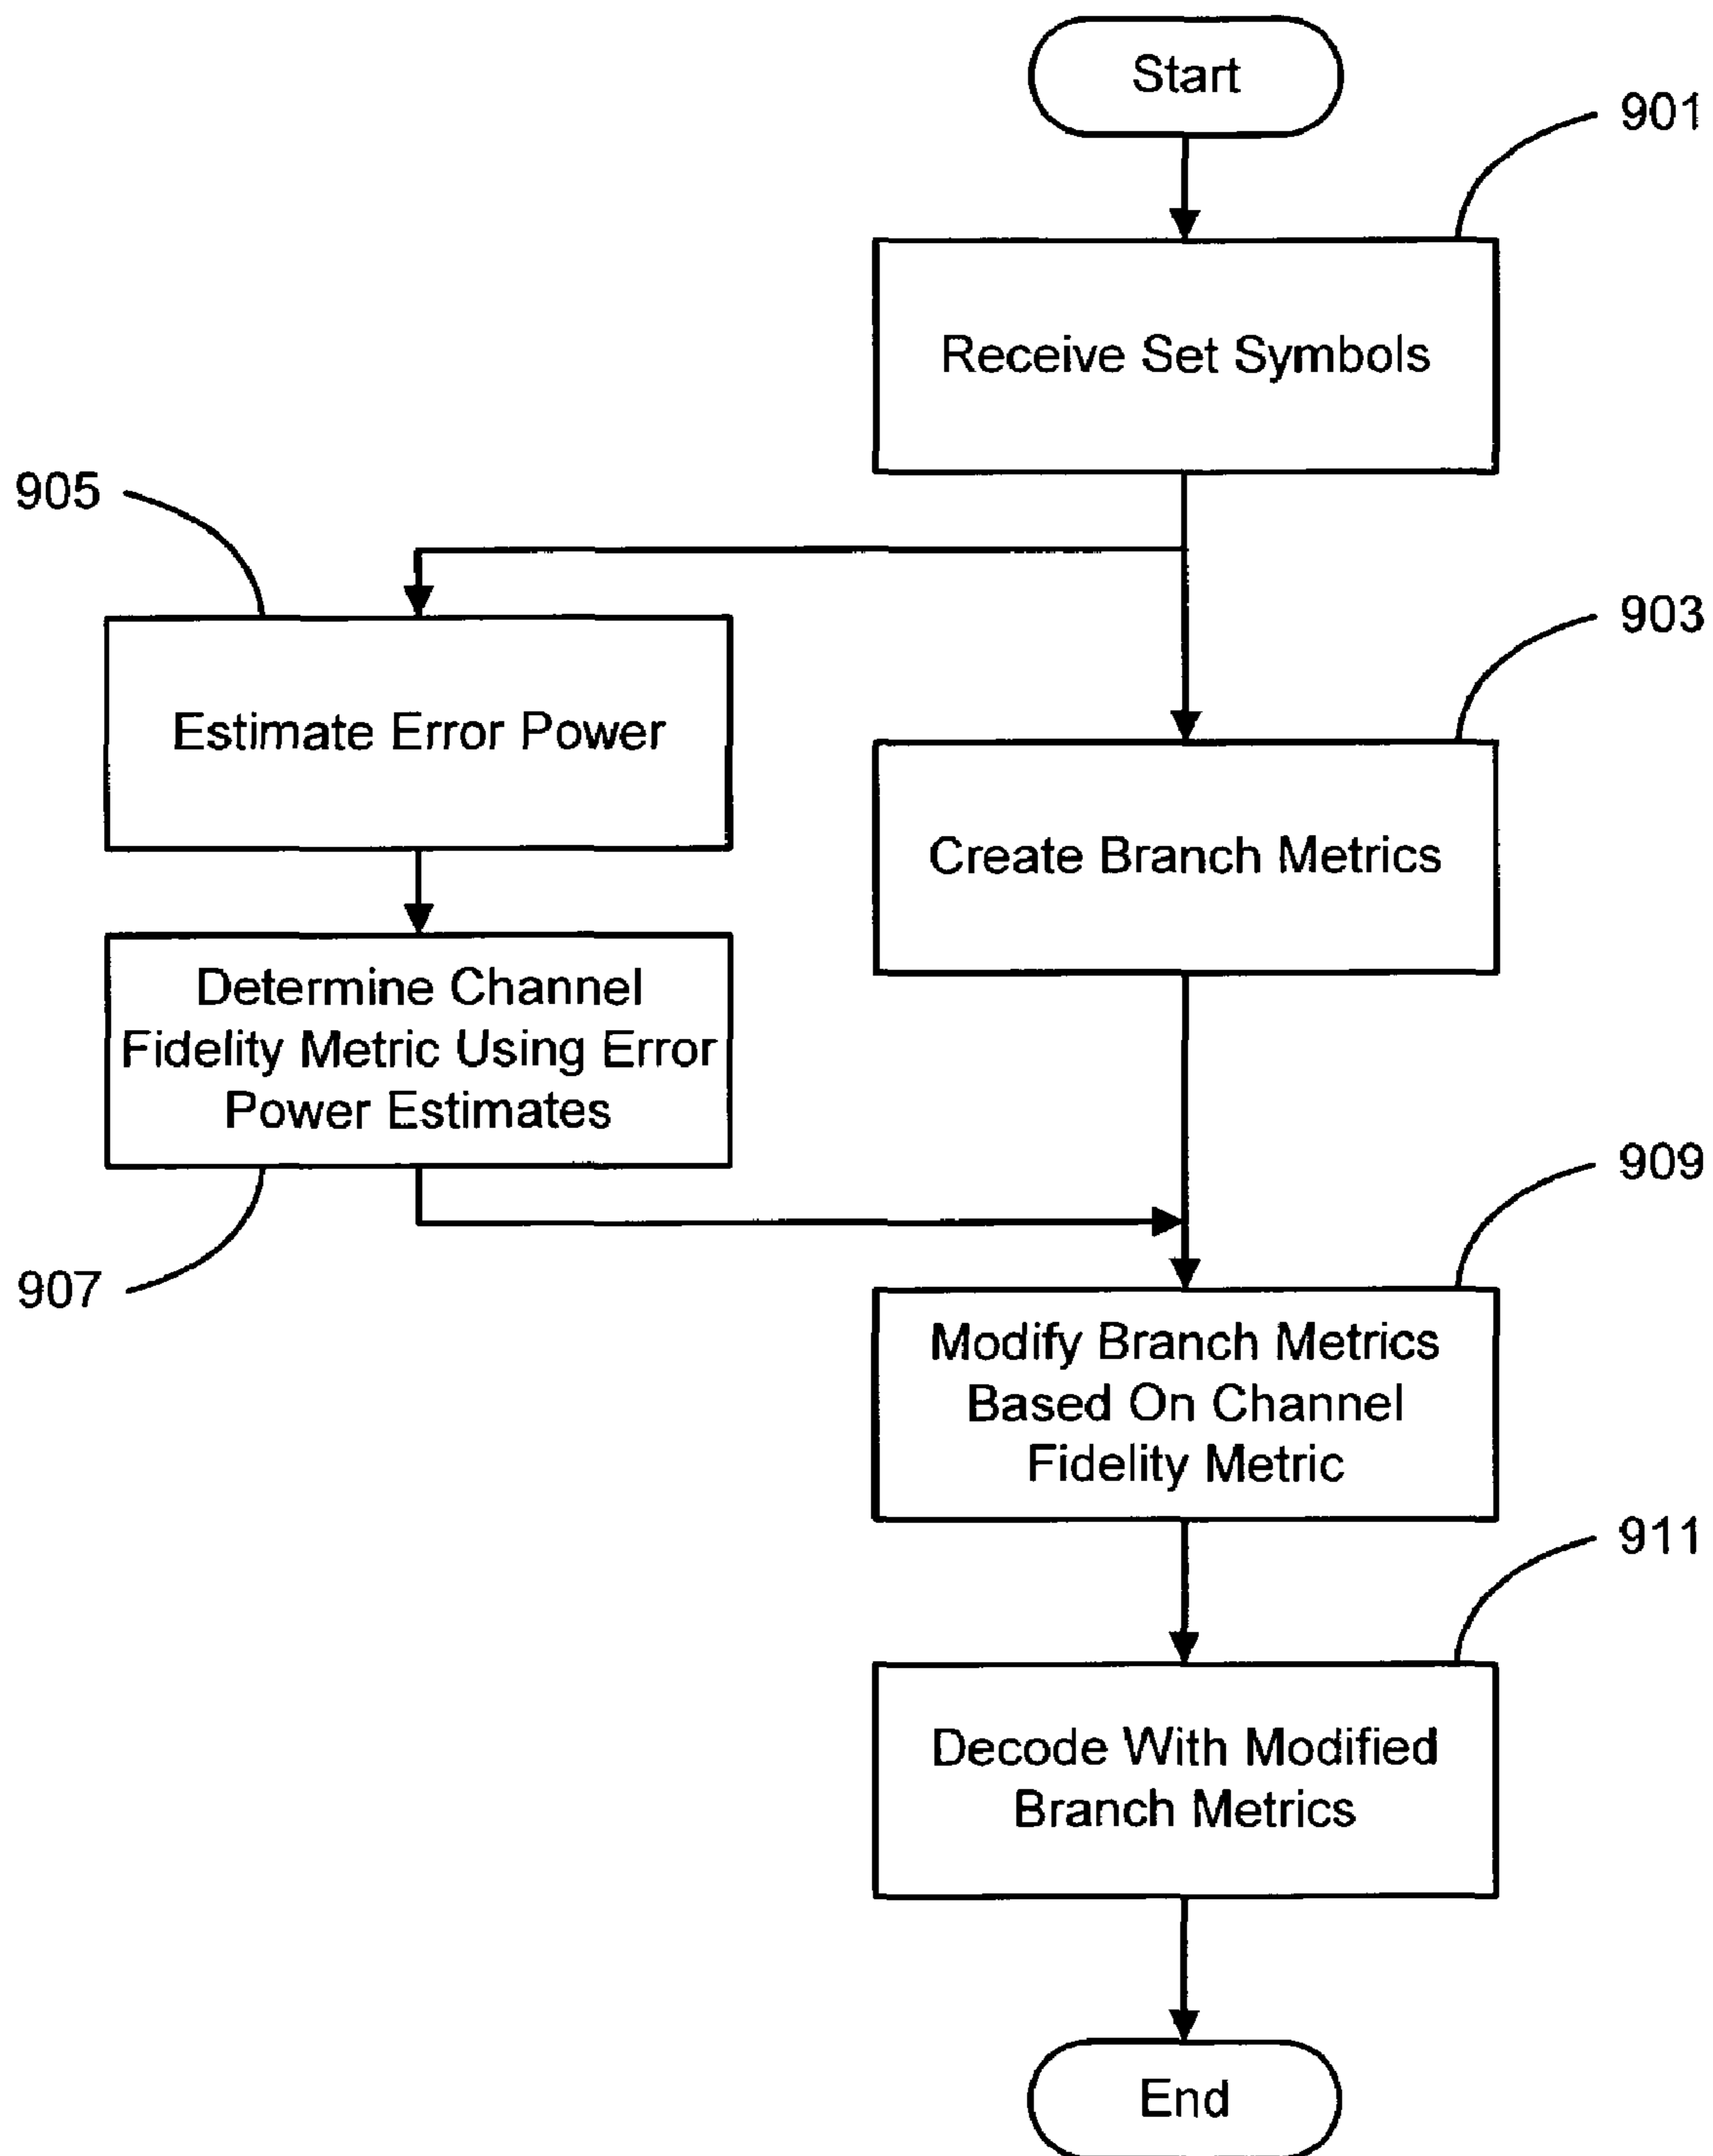 Start
901
Receive Set Symbols
905
903
Estimate Error Power
Create Branch Metrics
Determine Channel
Fidelity Metric Using Error
Power Estimates
909
907
Modify Branch Metrics
Based On Channel
Fidelity Metric
911
Decode With Modified
Branch Metrics
End